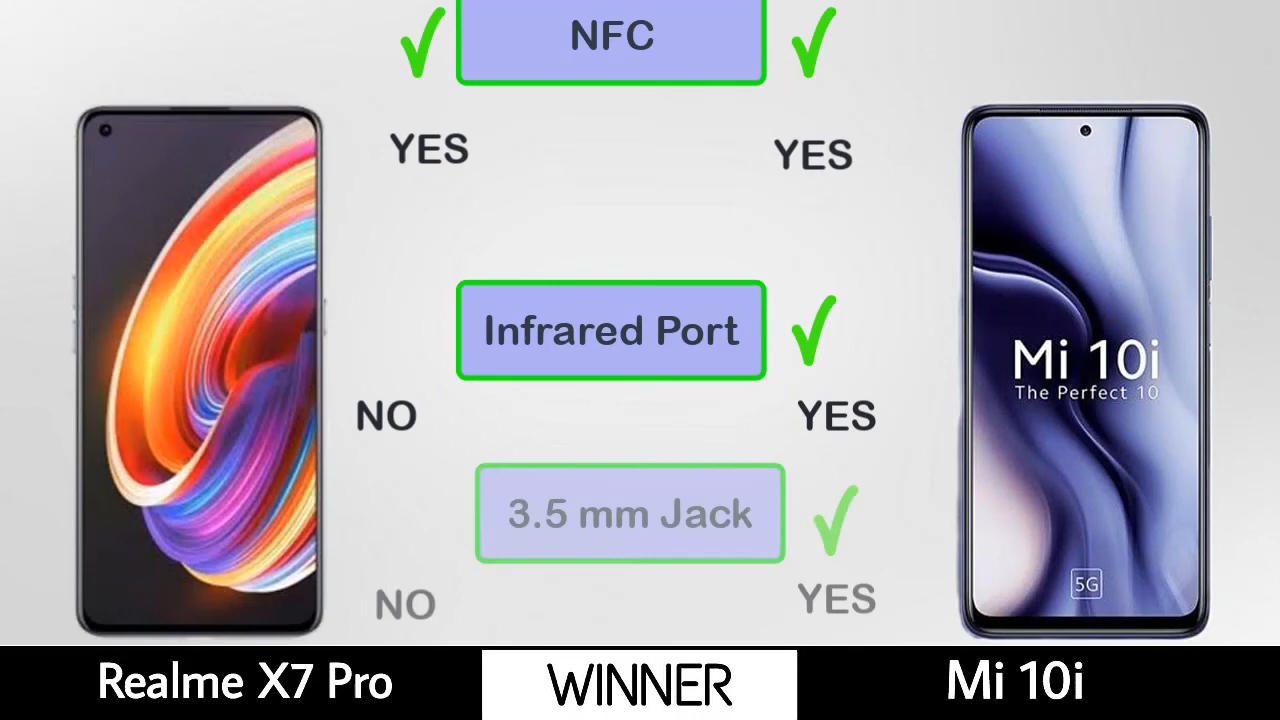 NFC
YES
YES
Infrared Port
NO
YES
3.5 mm Jack
NO
YES
Mi 10i
The Perfect 10
5G
Realme X7 Pro
WINNER
Mi 10i